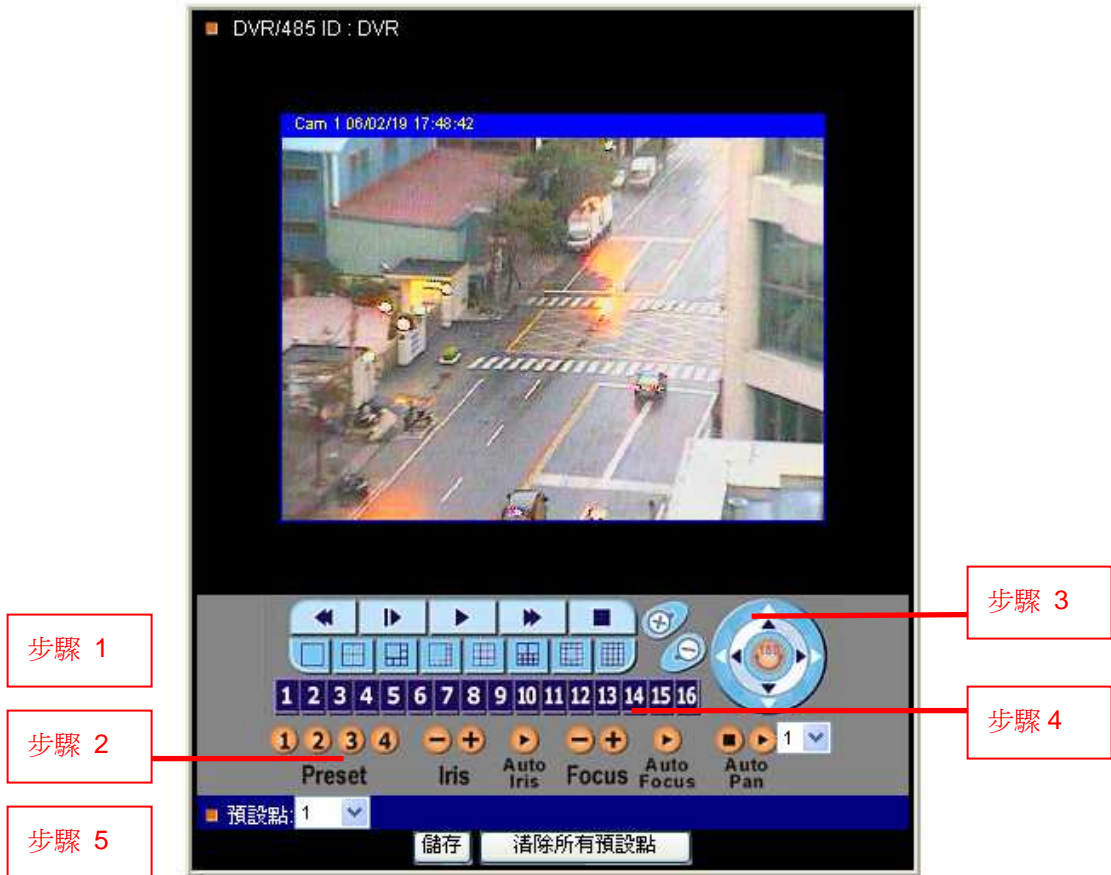 DVR/485 ID : DVR
Cam 1 06/02/19 17:48:42
步驟 3
步驟 1
180
1 2 3 4 5 6 7 8 9 10 11 12 13 14 15 16
步驟 4
步驟 2
1 2 3 4
1
Preset
Iris
Auto Iris
Focus
Auto Focus
Auto Pan
預設點: 1
步驟 5
儲存
清除所有預設點